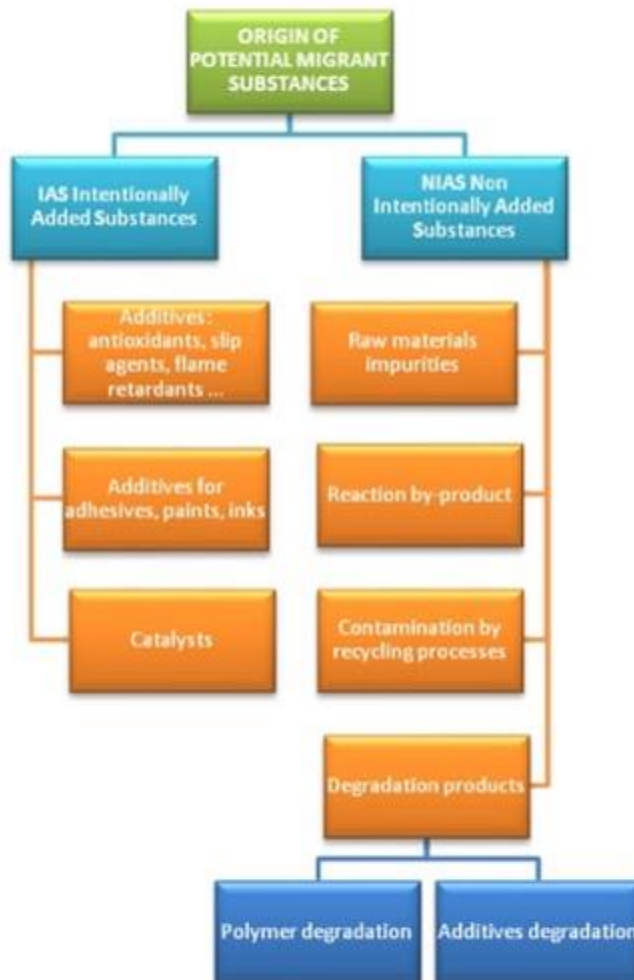 ORIGIN OF
POTENTIAL MIGRANT
SUBSTANCES
IAS Intentionally
Added Substances
NIAS Non
Intentionally Added
Substances
Additives:
antioxidants, slip
agents, flame
retardants ...
Raw materials
impurities
Additives for
adhesives, paints, inks
Reaction by-product
Catalysts
Contamination by
recycling processes
Degradation products
Polymer degradation
Additives degradation